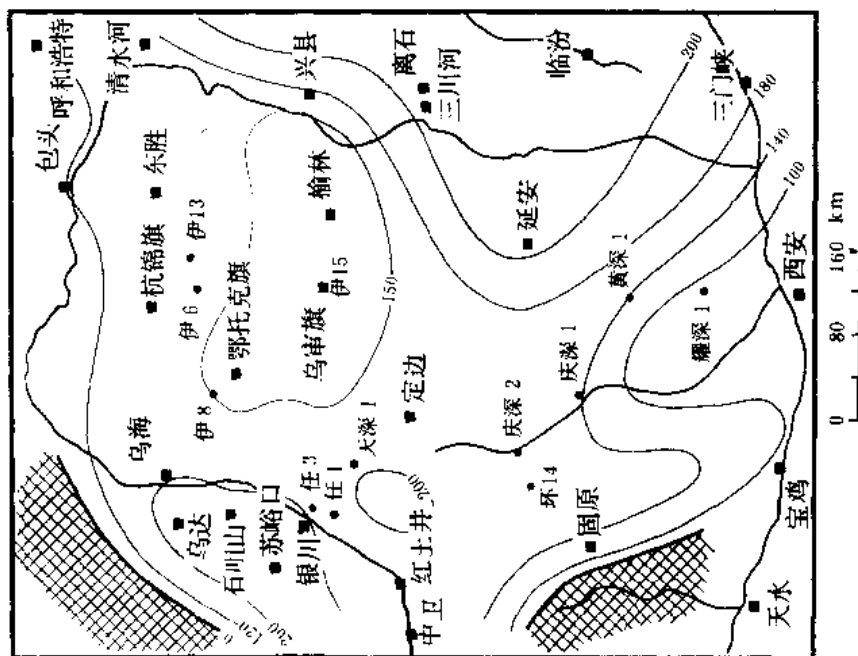 呼和浩特
清水河
包头
兴县
离石
三川河
临汾
200
三门峡
180
140
100
东胜
杭锦旗
伊13
伊6
榆林
延安
鄂托克旗
乌审旗
伊15
150
黄深1
西安
耀深1
伊8
乌海
定边
天深1
庆深1
庆深2
环14
乌达
石叶山
苏峪口
银川
任3
任1
200
红土井
固原
宝鸡
中卫
天水
0
120
200
0 80 160 km